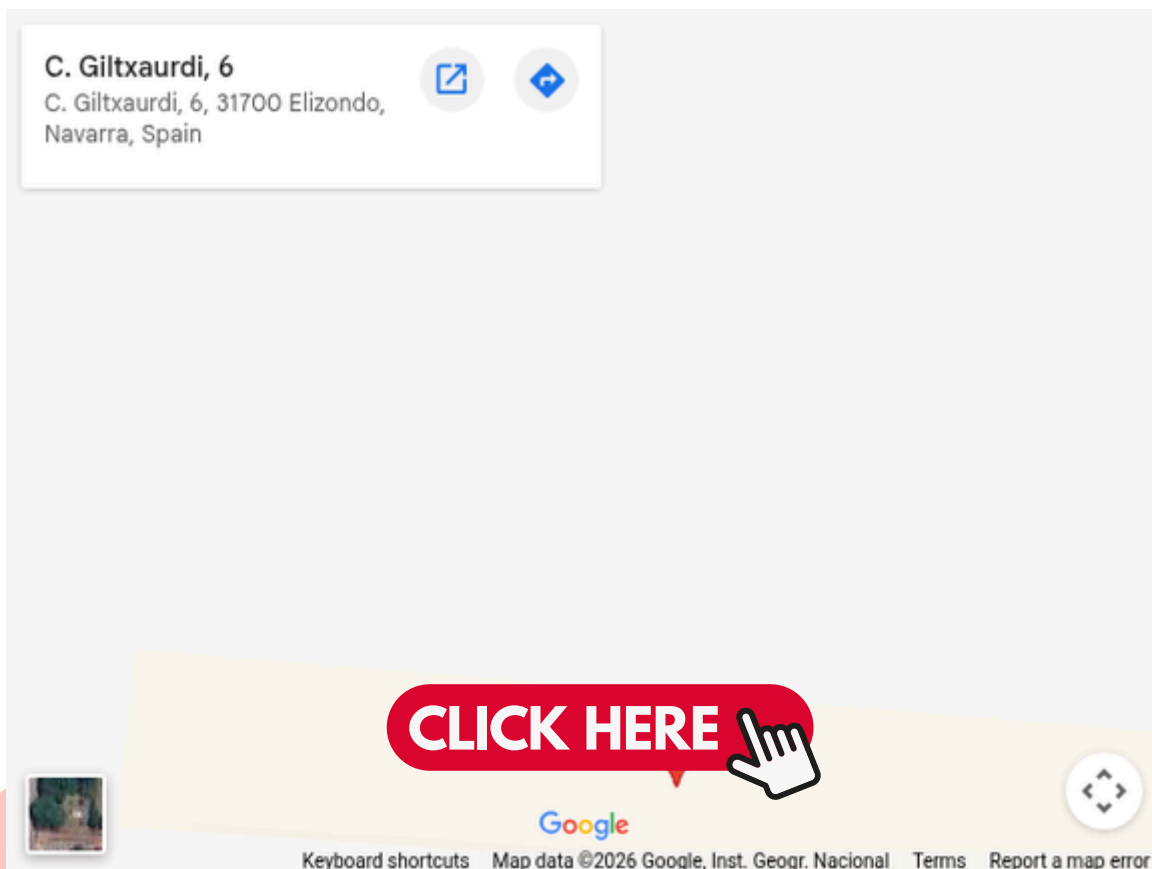 C. Giltxaurdi, 6
C. Giltxaurdi, 6, 31700 Elizondo,
Navarra, Spain
CLICK HERE
Google
Keyboard shortcuts Map data ©2026 Google, Inst. Geogr. Nacional Terms Report a map error